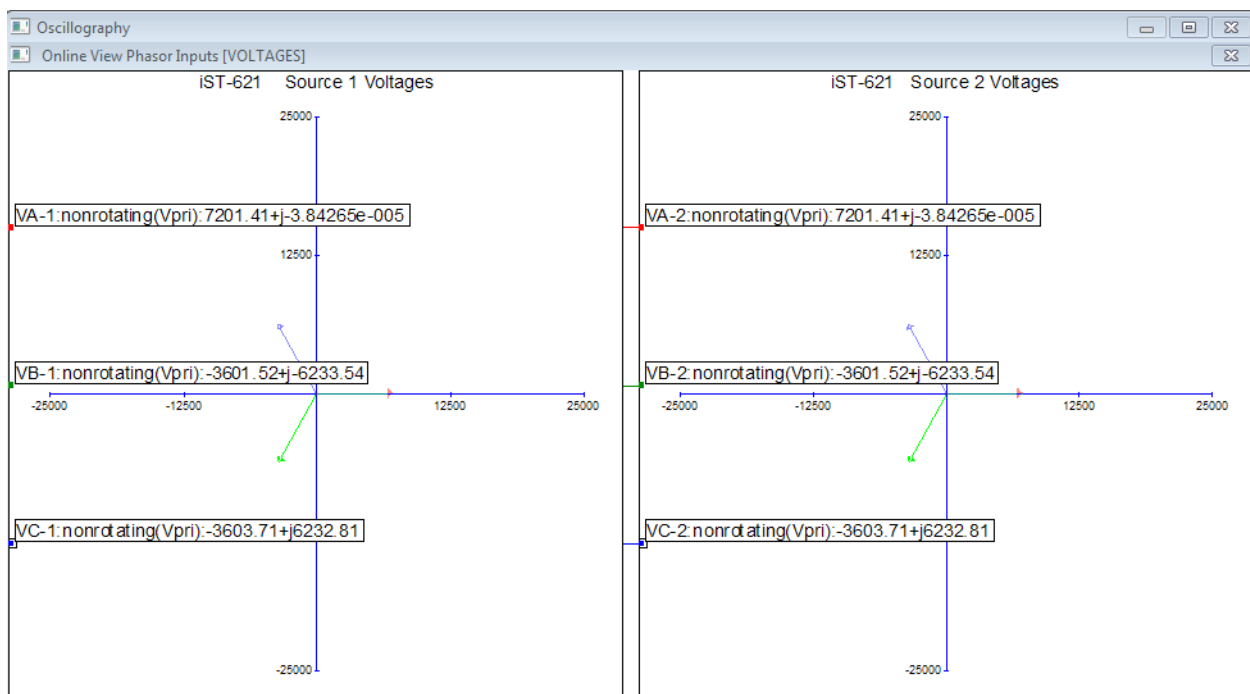 Oscillography
Online View Phasor Inputs [VOLTAGES]
iST-621 Source 1 Voltages
25000
VA-1:nonrotating(Vpri):7201.41+j-3.84265e-005
12500
VB-1:nonrotating(Vpri):-3601.52+j-6233.54
-25000 -12500 12500 25000
VC-1:nonrotating(Vpri):-3603.71+j6232.81
-25000
iST-621 Source 2 Voltages
25000
VA-2:nonrotating(Vpri):7201.41+j-3.84265e-005
12500
VB-2:nonrotating(Vpri):-3601.52+j-6233.54
-25000 -12500 12500 25000
VC-2:nonrotating(Vpri):-3603.71+j6232.81
-25000